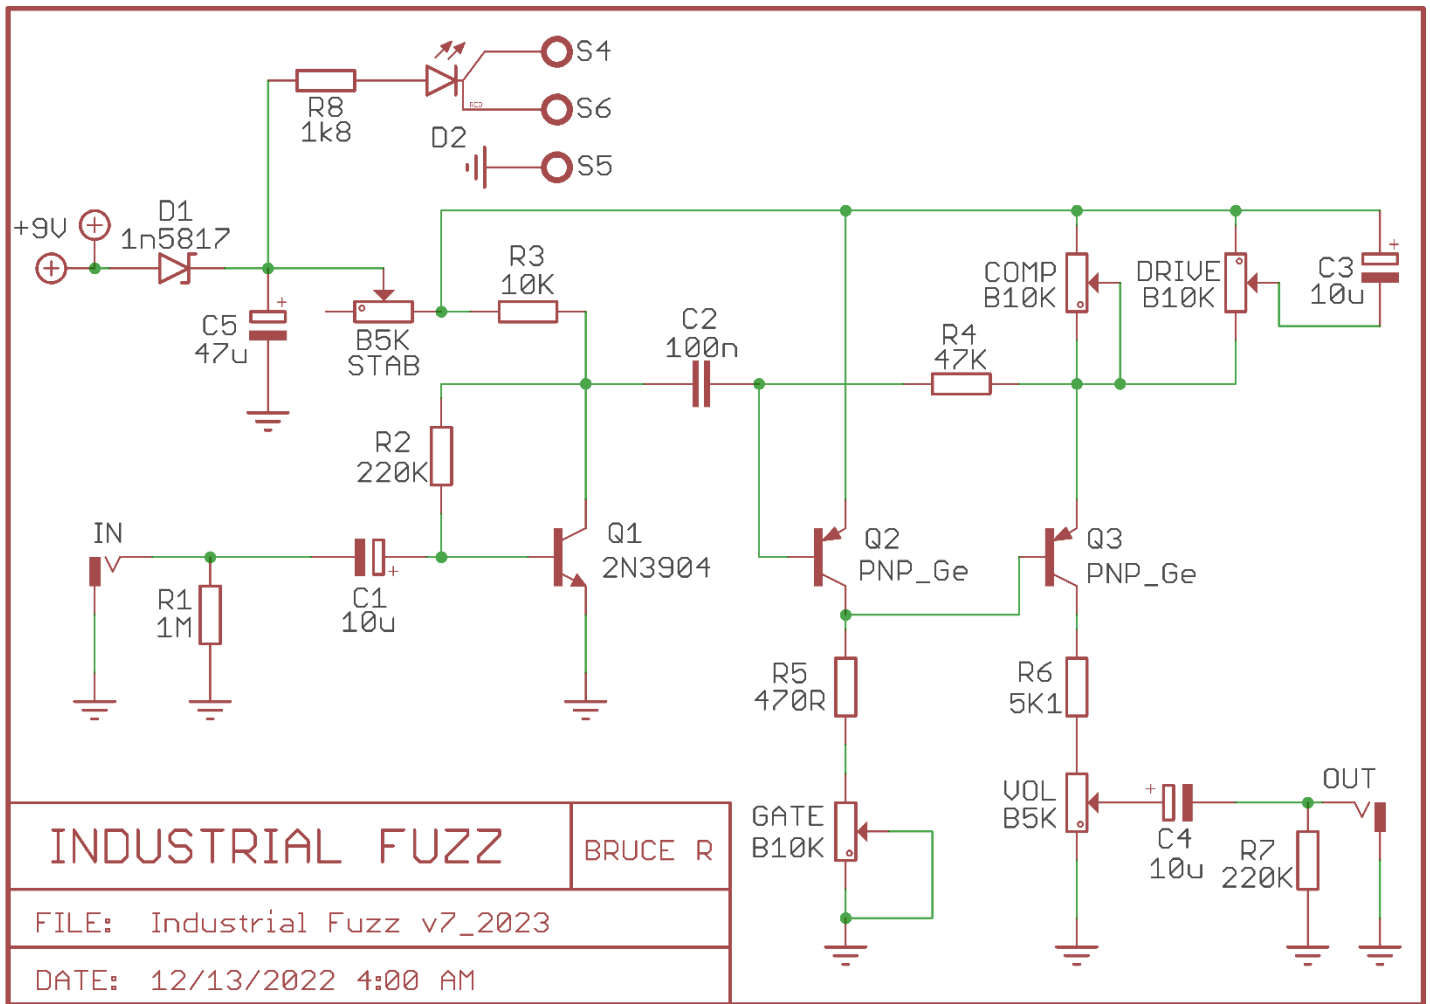 S4
S6
S5
RED
R8
1k8
D2
+9V
D1
1n5817
C5
47u
B5K
STAB
R3
10K
C2
100n
R4
47K
COMP
B10K
DRIVE
B10K
C3
10u
R2
220K
IN
R1
1M
C1
10u
Q1
2N3904
Q2
PNP_Ge
Q3
PNP_Ge
R5
470R
R6
5K1
GATE
B10K
VOL
B5K
C4
10u
R7
220K
OUT
INDUSTRIAL FUZZ
BRUCE R
FILE: Industrial Fuzz v7_2023
DATE: 12/13/2022 4:00 AM